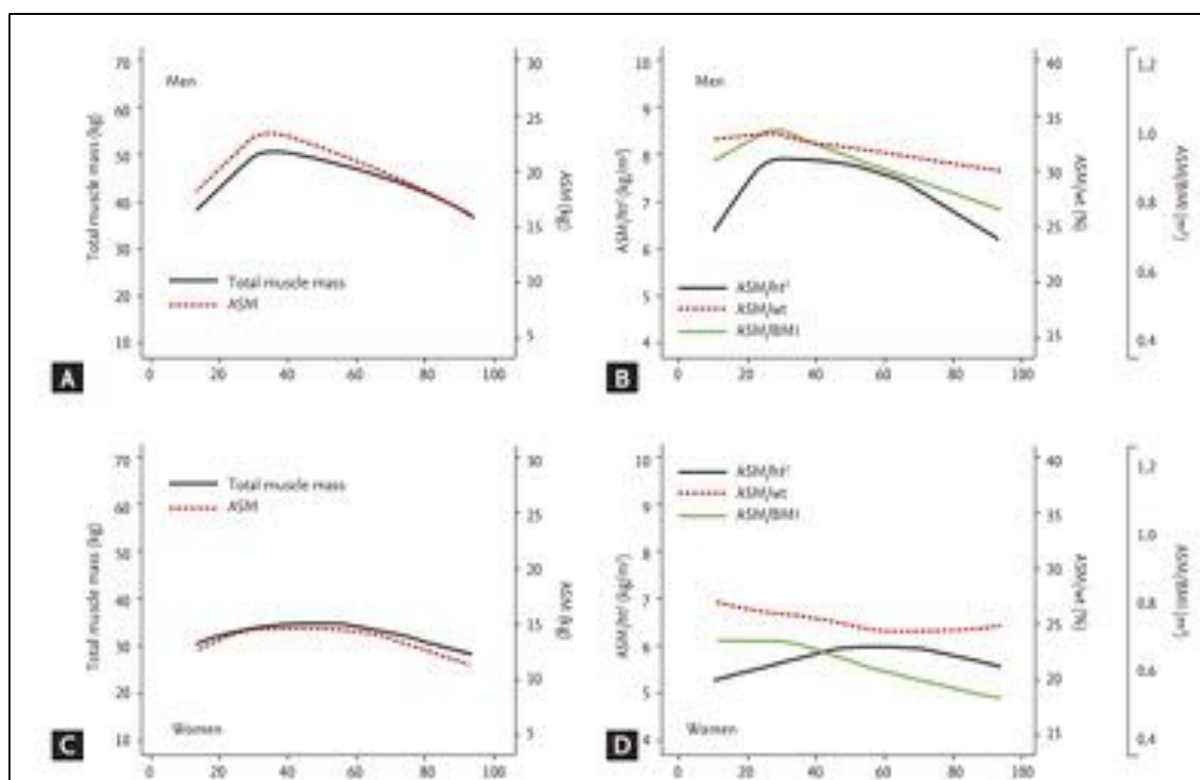 Men
Total muscle mass (kg)
70
60
50
40
30
20
10
30
25
20
15
10
5
ASM (kg)
Total muscle mass
ASM
0 20 40 60 80 100
A
Men
ASM/ht² (kg/m²)
10
9
8
7
6
5
4
40
35
30
25
20
15
ASM/wt (%)
1.2
1.0
0.8
0.6
0.4
ASM/BMI (m²)
ASM/ht²
ASM/wt
ASM/BMI
0 20 40 60 80 100
B
Total muscle mass (kg)
70
60
50
40
30
20
10
Total muscle mass
ASM
30
25
20
15
10
5
ASM (kg)
Women
0 20 40 60 80 100
C
ASM/ht² (kg/m²)
10
9
8
7
6
5
4
ASM/ht²
ASM/wt
ASM/BMI
40
35
30
25
20
15
ASM/wt (%)
1.2
1.0
0.8
0.6
0.4
ASM/BMI (m²)
Women
0 20 40 60 80 100
D